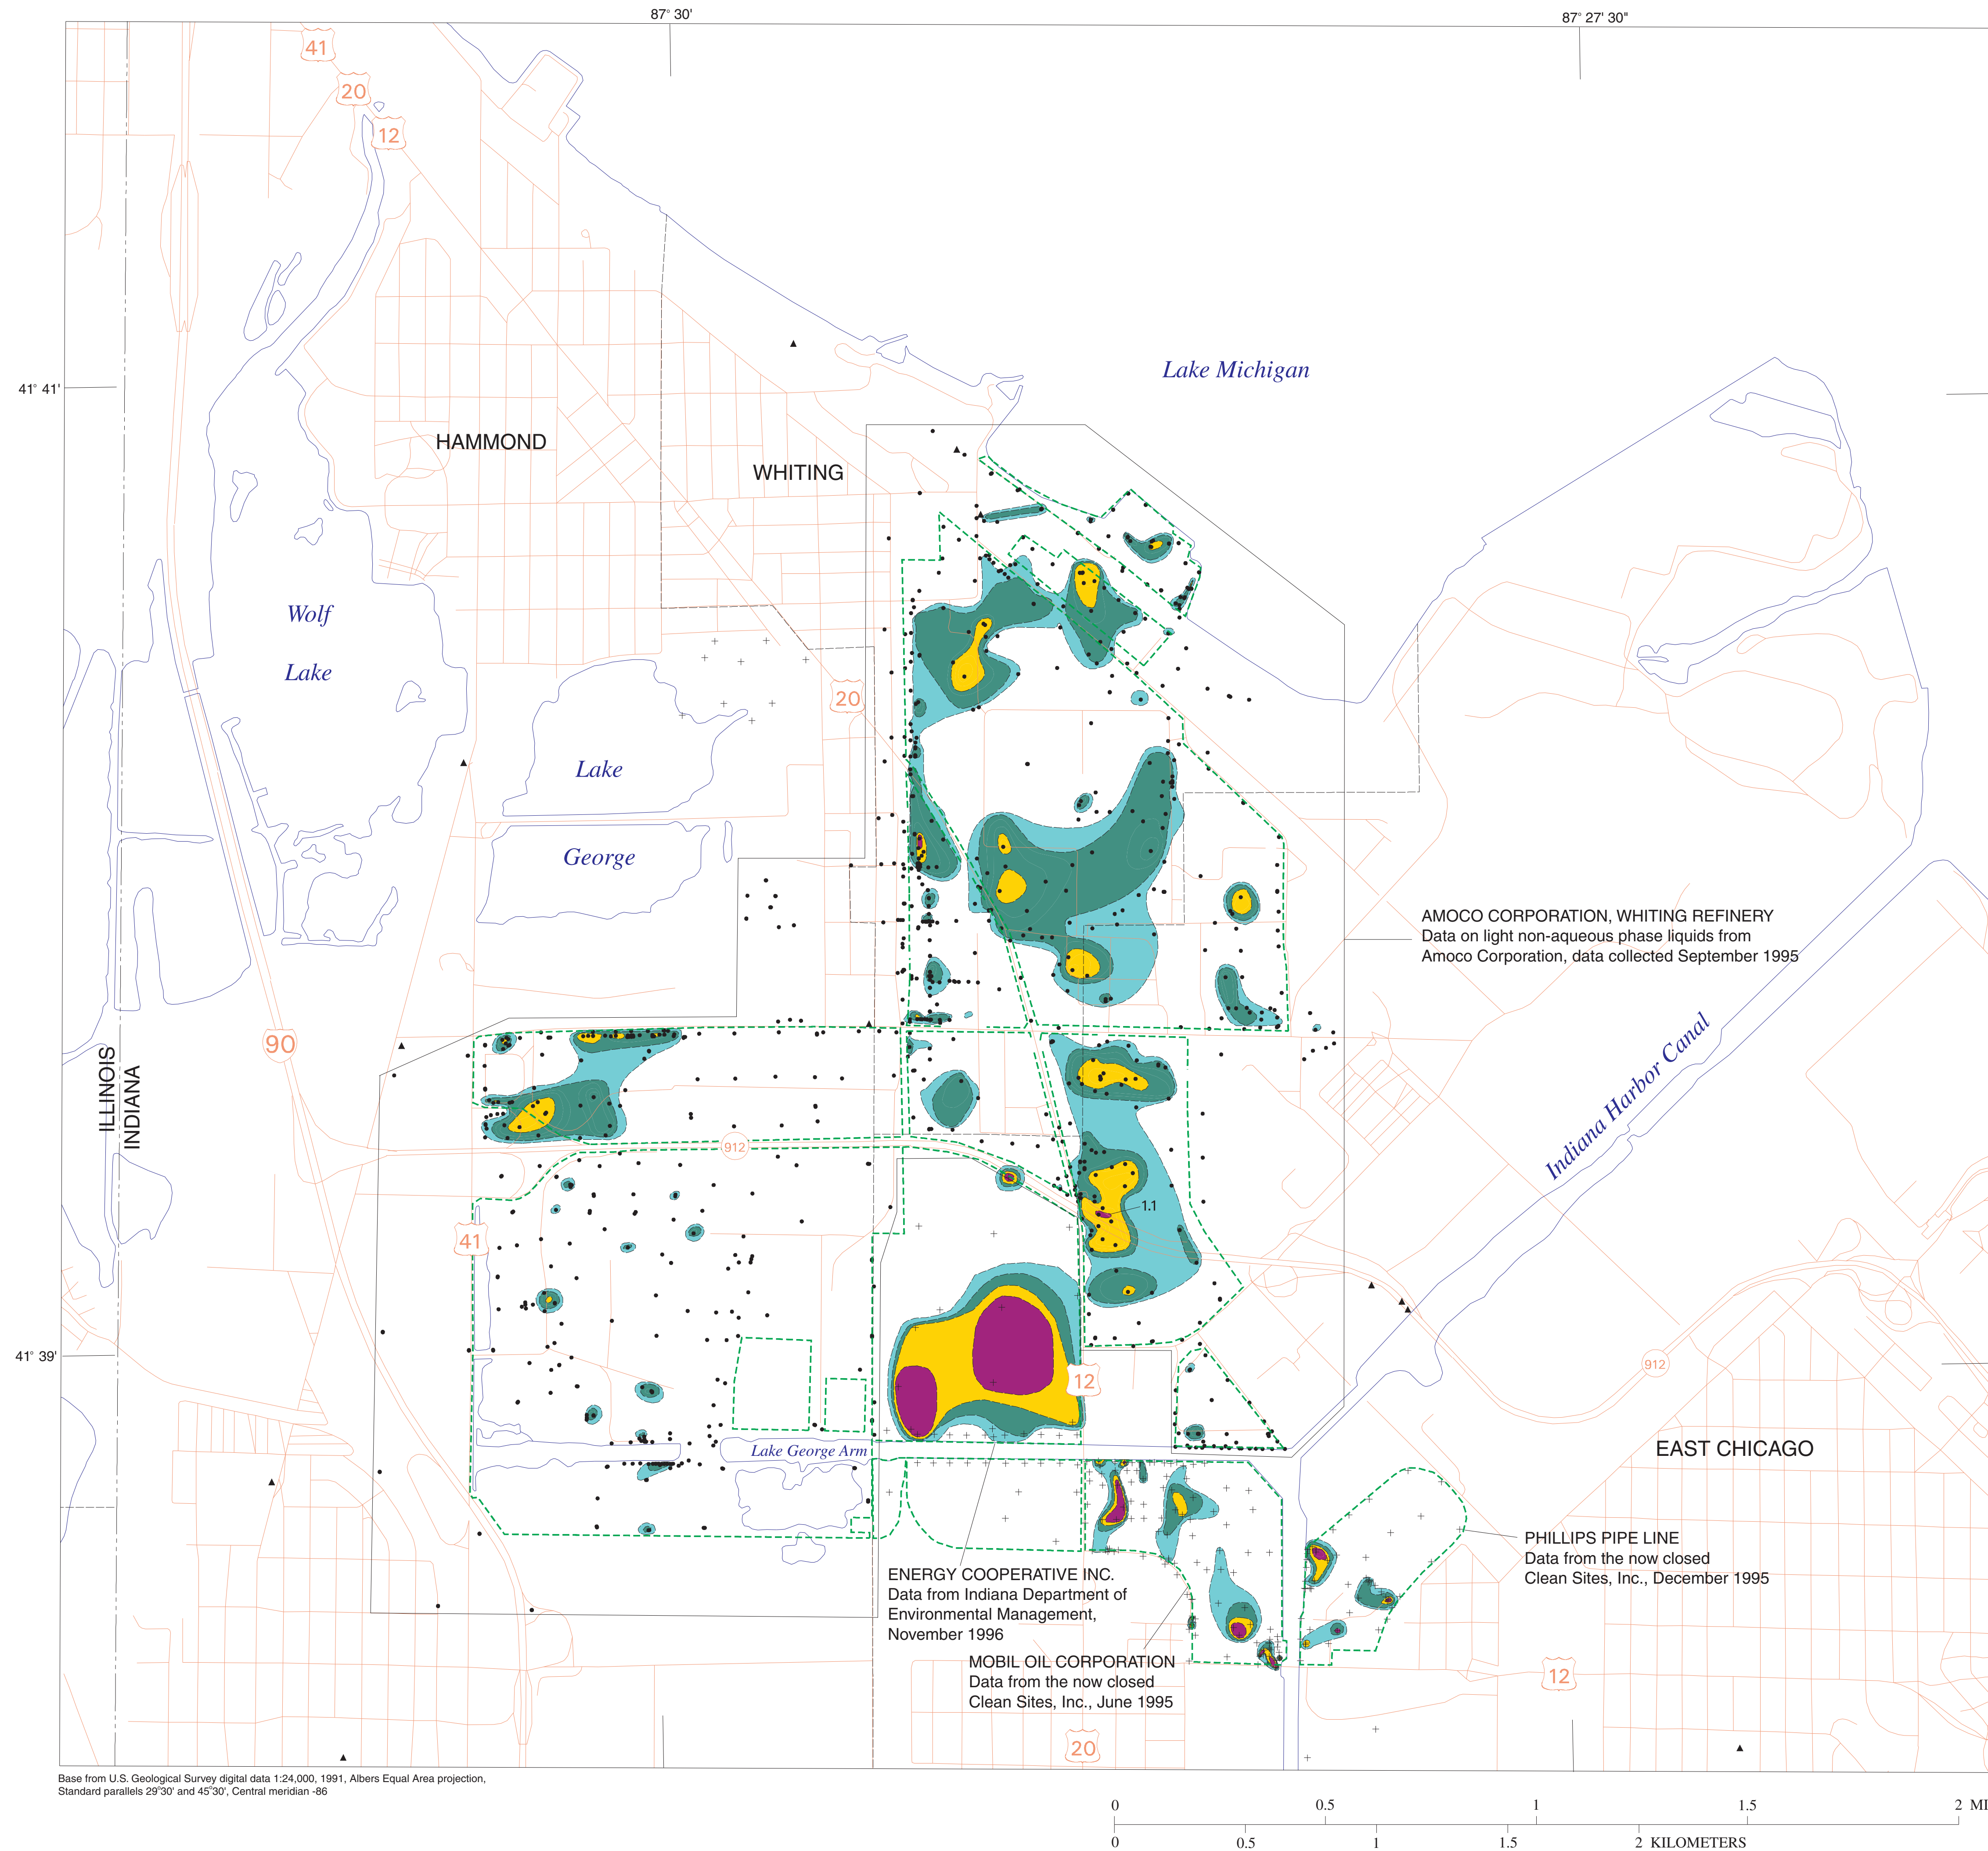 87° 30'
87° 27' 30"
41
20
12
41° 41'
Lake Michigan
HAMMOND
WHITING
Wolf
Lake
20
Lake
George
AMOCO CORPORATION, WHITING REFINERY
Data on light non-aqueous phase liquids from
Amoco Corporation, data collected September 1995
90
ILLINOIS
INDIANA
Indiana Harbor Canal
912
1.1
41
41° 39'
12
912
Lake George Arm
EAST CHICAGO
PHILLIPS PIPE LINE
Data from the now closed
Clean Sites, Inc., December 1995
ENERGY COOPERATIVE INC.
Data from Indiana Department of
Environmental Management,
November 1996
MOBIL OIL CORPORATION
Data from the now closed
Clean Sites, Inc., June 1995
12
20
Base from U.S. Geological Survey digital data 1:24,000, 1991, Albers Equal Area projection,
Standard parallels 29°30' and 45°30', Central meridian -86
0 0.5 1 1.5 2 MI
0 0.5 1 1.5 2 KILOMETERS